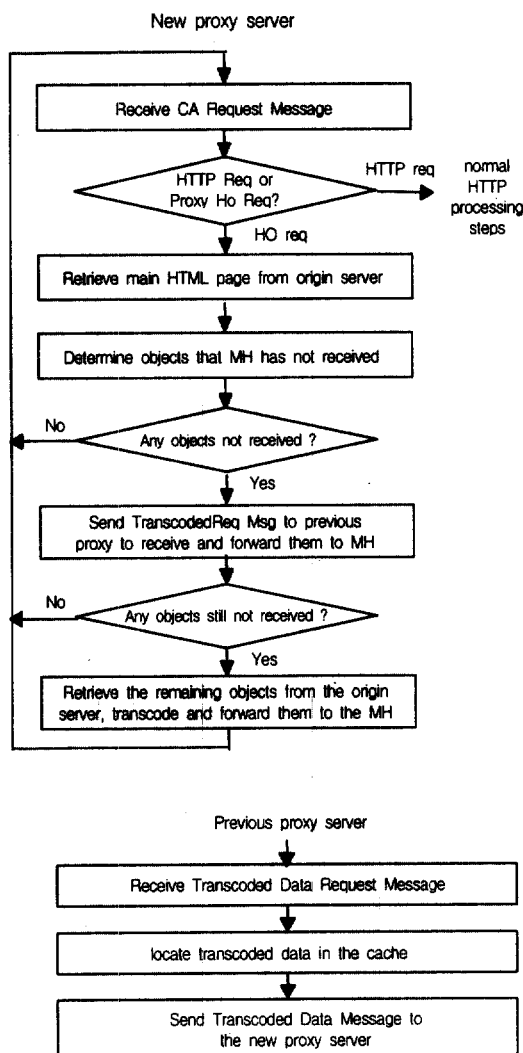 New proxy server
Receive CA Request Message
HTTP Req or
Proxy Ho Req?
HTTP req
normal
HTTP
processing
steps
HO req
Retrieve main HTML page from origin server
Determine objects that MH has not received
No
Any objects not received ?
Yes
Send TranscodedReq Msg to previous
proxy to receive and forward them to MH
No
Any objects still not received ?
Yes
Retrieve the remaining objects from the origin
server, transcode and forward them to the MH
Previous proxy server
Receive Transcoded Data Request Message
locate transcoded data in the cache
Send Transcoded Data Message to
the new proxy server